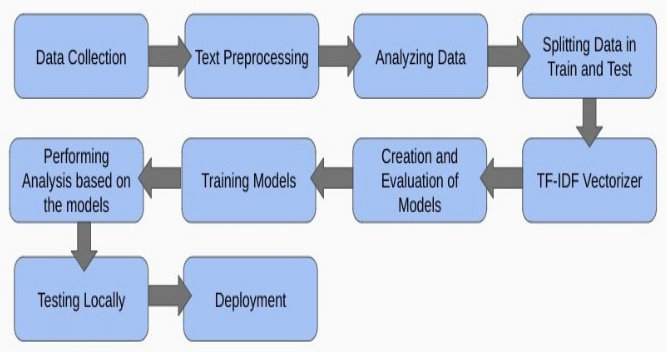 Data Collection
Text Preprocessing
Analyzing Data
Splitting Data in
Train and Test
TF-IDF Vectorizer
Creation and
Evaluation of
Models
Training Models
Performing
Analysis based on
the models
Testing Locally
Deployment